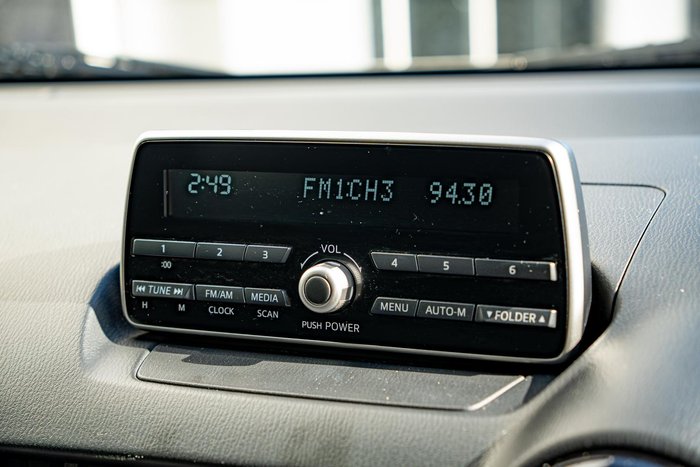 2:49 FM1:CH3 94.30
1 2 3 VOL 4 5 6
:00
⏮ TUNE ⏭ FM/AM MEDIA MENU AUTO-M ▼ FOLDER ▲
H M CLOCK SCAN
PUSH POWER